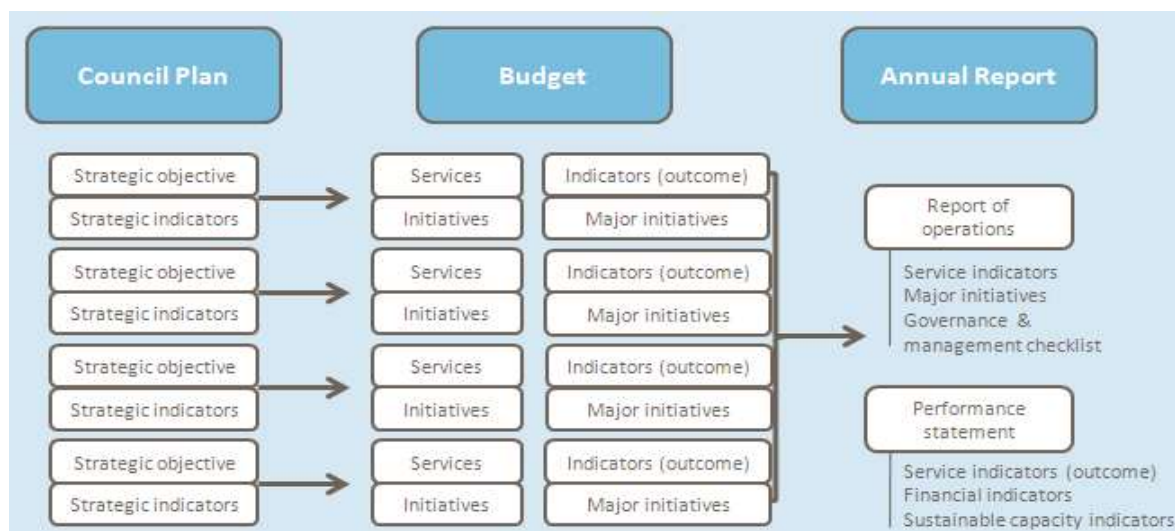 Council Plan
Budget
Annual Report
Strategic objective
Strategic indicators
Services
Initiatives
Indicators (outcome)
Major initiatives
Strategic objective
Strategic indicators
Services
Initiatives
Indicators (outcome)
Major initiatives
Strategic objective
Strategic indicators
Services
Initiatives
Indicators (outcome)
Major initiatives
Strategic objective
Strategic indicators
Services
Initiatives
Indicators (outcome)
Major initiatives
Report of
operations
Service indicators
Major initiatives
Governance &
management checklist
Performance
statement
Service indicators (outcome)
Financial indicators
Sustainable capacity indicators